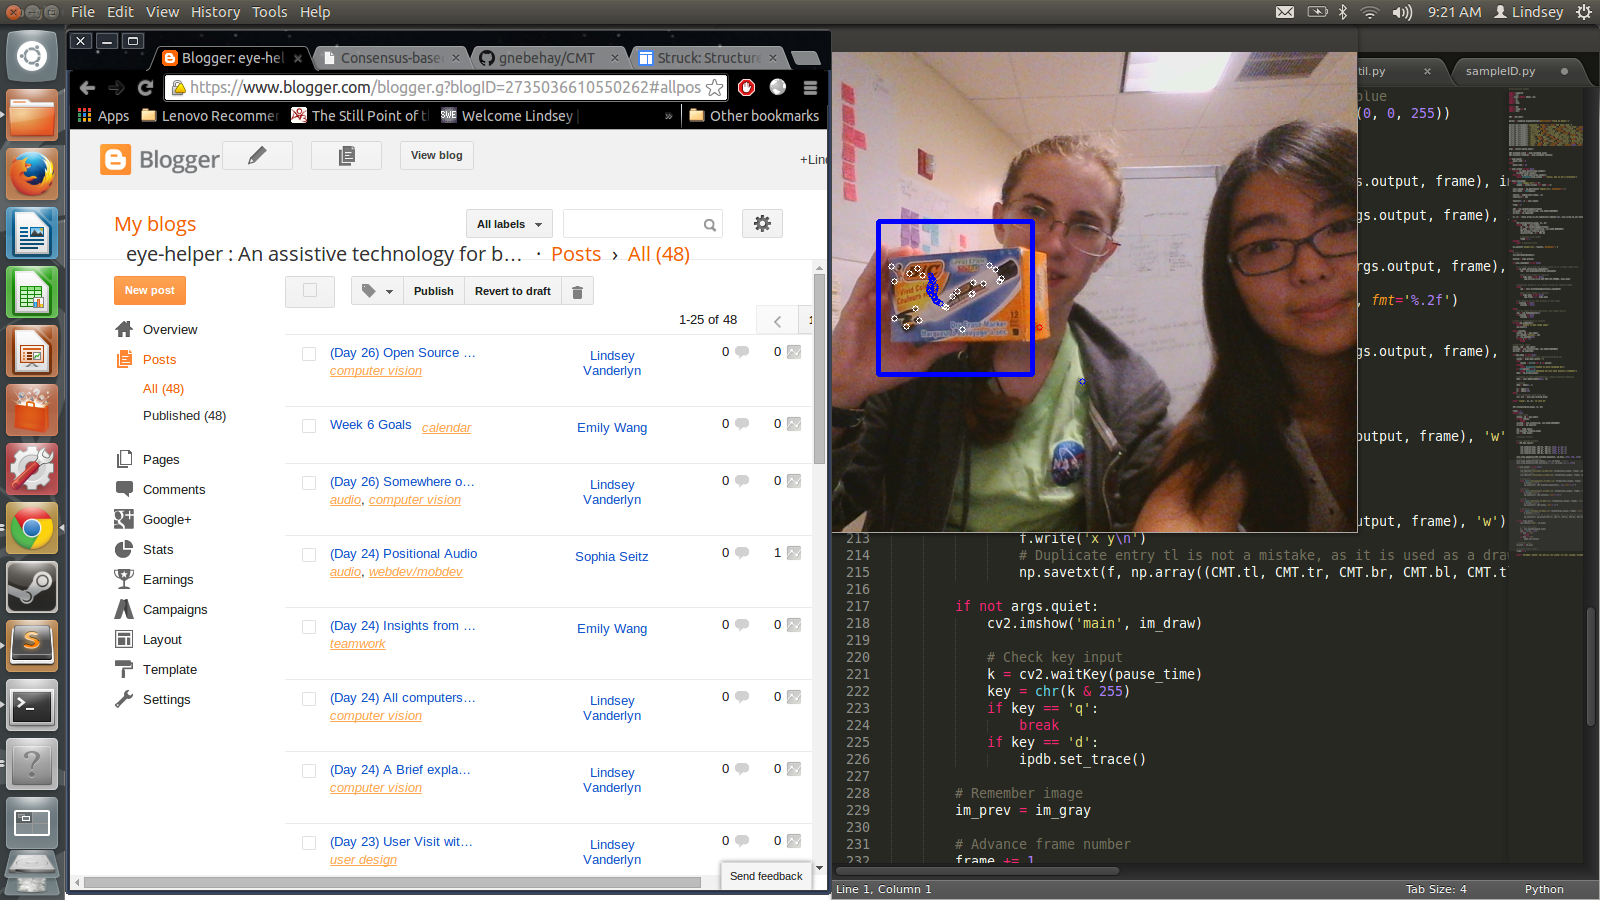 File Edit View History Tools Help
9:21 AM Lindsey
Blogger: eye-hel
Consensus-base
gnebehay/CMT
Struck: Structure
https://www.blogger.com/blogger.g?blogID=2735036610550262#allpos
Apps
Lenovo Recommer
The Still Point of t
SWE Welcome Lindsey
»
Other bookmarks
Blogger
View blog
+Lin
My blogs
All labels
eye-helper : An assistive technology for b... · Posts › All (48)
New post
Publish
Revert to draft
1-25 of 48
Overview
Posts
All (48)
Published (48)
Pages
Comments
Google+
Stats
Earnings
Campaigns
Layout
Template
Settings
(Day 26) Open Source ...
computer vision
Lindsey
Vanderlyn
0 0
Week 6 Goals calendar
Emily Wang
0 0
(Day 26) Somewhere o...
audio, computer vision
Lindsey
Vanderlyn
0 0
(Day 24) Positional Audio
audio, webdev/mobdev
Sophia Seitz
0 1
(Day 24) Insights from ...
teamwork
Emily Wang
0 0
(Day 24) All computers...
computer vision
Lindsey
Vanderlyn
0 0
(Day 24) A Brief expla...
computer vision
Lindsey
Vanderlyn
0 0
(Day 23) User Visit wit...
user design
Lindsey
Vanderlyn
0 0
Send feedback
til.py
sampleID.py
blue
(0, 0, 255))
gs.output, frame), i
gs.output, frame),
gs.output, frame),
, fmt='%.2f')
gs.output, frame),
output, frame), 'w'
output, frame), 'w')
213 f.write('x y\n')
214 # Duplicate entry tl is not a mistake, as it is used as a dra
215 np.savetxt(f, np.array((CMT.tl, CMT.tr, CMT.br, CMT.bl, CMT.t
216
217 if not args.quiet:
218 cv2.imshow('main', im_draw)
219
220 # Check key input
221 k = cv2.waitKey(pause_time)
222 key = chr(k & 255)
223 if key == 'q':
224 break
225 if key == 'd':
226 ipdb.set_trace()
227
228 # Remember image
229 im_prev = im_gray
230
231 # Advance frame number
232 frame += 1
Line 1, Column 1
Tab Size: 4
Python